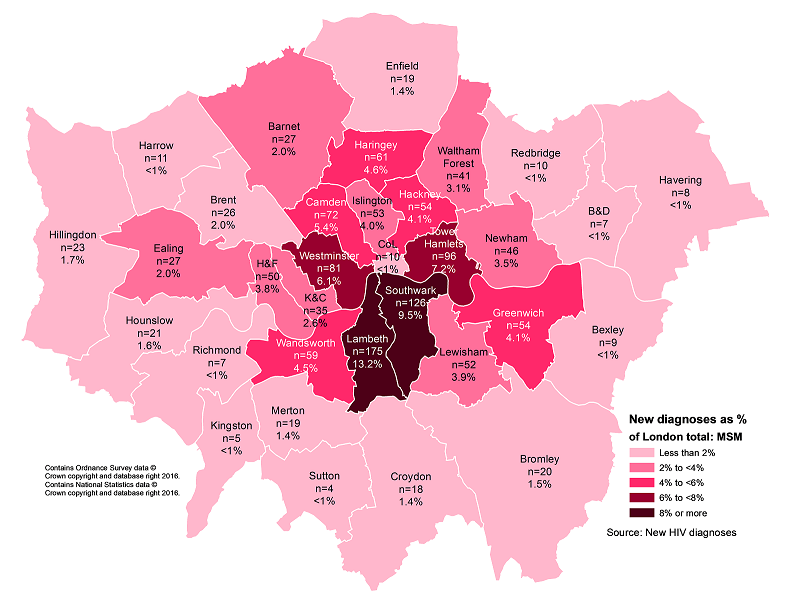 Enfield
n=19
1.4%
Barnet
n=27
2.0%
Haringey
n=61
4.6%
Waltham
Forest
n=41
3.1%
Redbridge
n=10
<1%
Havering
n=8
<1%
Harrow
n=11
<1%
Brent
n=26
2.0%
Camden
n=72
5.4%
Islington
n=53
4.0%
Hackney
n=54
4.1%
B&D
n=7
<1%
Hillingdon
n=23
1.7%
Ealing
n=27
2.0%
H&F
n=50
3.8%
Westminster
n=81
6.1%
CoL
n=10
<1%
Tower
Hamlets
n=96
7.2%
Newham
n=46
3.5%
K&C
n=35
2.6%
Southwark
n=126
9.5%
Greenwich
n=54
4.1%
Hounslow
n=21
1.6%
Richmond
n=7
<1%
Wandsworth
n=59
4.5%
Lambeth
n=175
13.2%
Lewisham
n=52
3.9%
Bexley
n=9
<1%
Kingston
n=5
<1%
Merton
n=19
1.4%
Sutton
n=4
<1%
Croydon
n=18
1.4%
Bromley
n=20
1.5%
New diagnoses as %
of London total: MSM
Less than 2%
2% to <4%
4% to <6%
6% to <8%
8% or more
Source: New HIV diagnoses
Contains Ordnance Survey data ©
Crown copyright and database right 2016.
Contains National Statistics data ©
Crown copyright and database right 2016.